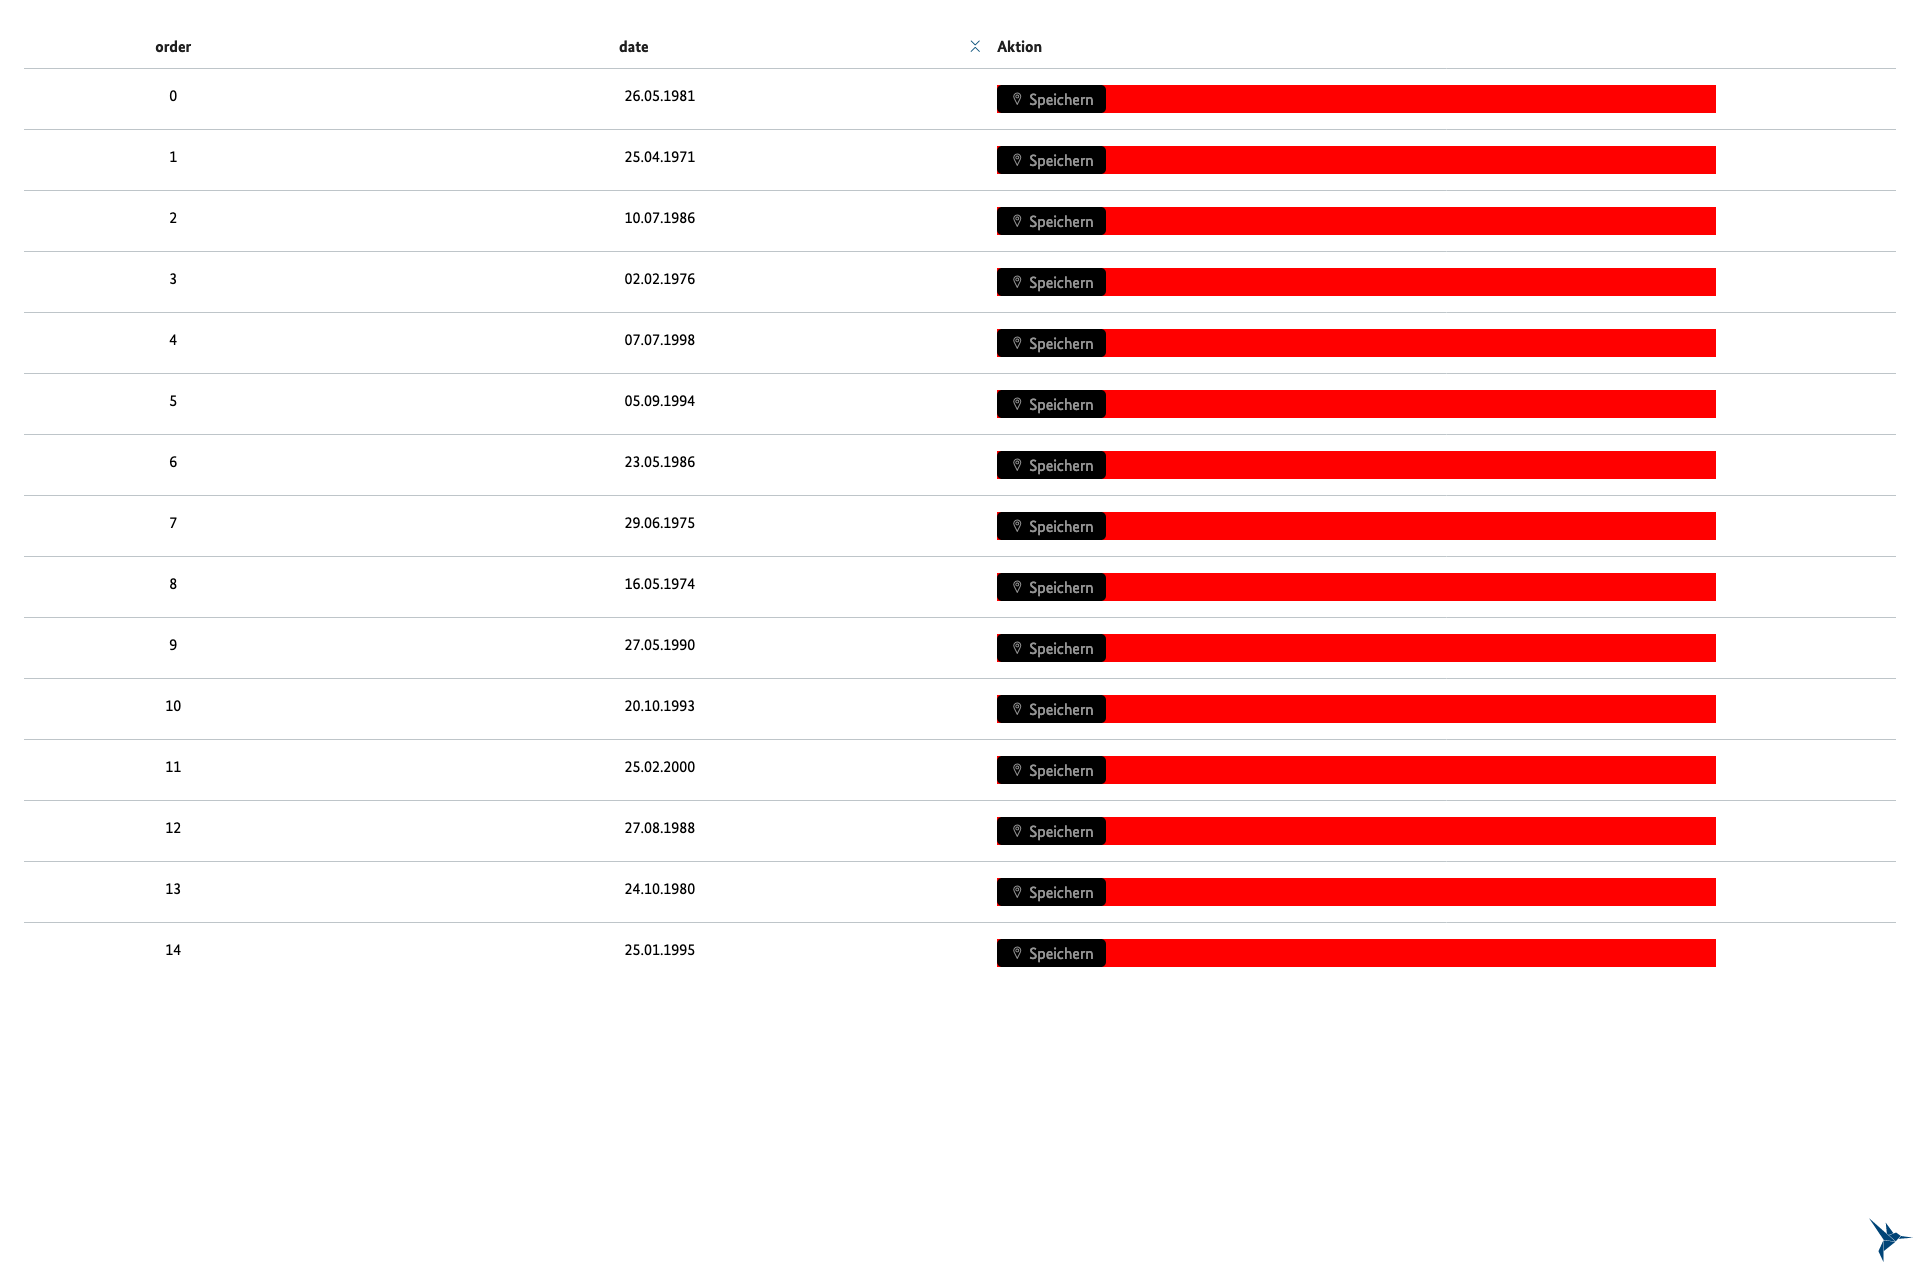 order date Aktion
0 26.05.1981 Speichern
1 25.04.1971 Speichern
2 10.07.1986 Speichern
3 02.02.1976 Speichern
4 07.07.1998 Speichern
5 05.09.1994 Speichern
6 23.05.1986 Speichern
7 29.06.1975 Speichern
8 16.05.1974 Speichern
9 27.05.1990 Speichern
10 20.10.1993 Speichern
11 25.02.2000 Speichern
12 27.08.1988 Speichern
13 24.10.1980 Speichern
14 25.01.1995 Speichern